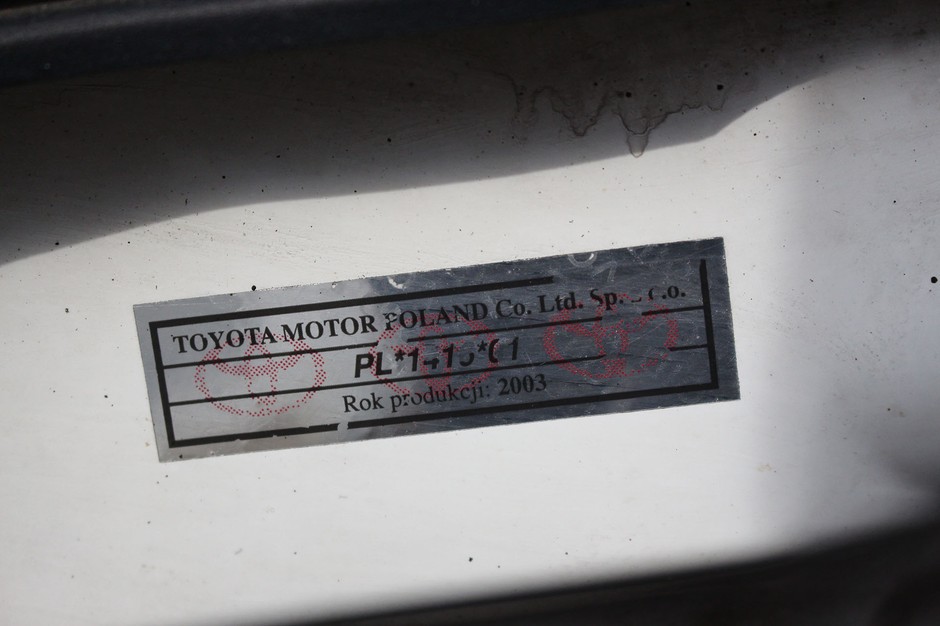 TOYOTA MOTOR POLAND Co. Ltd. Sp.
Rok produkcji: 2003